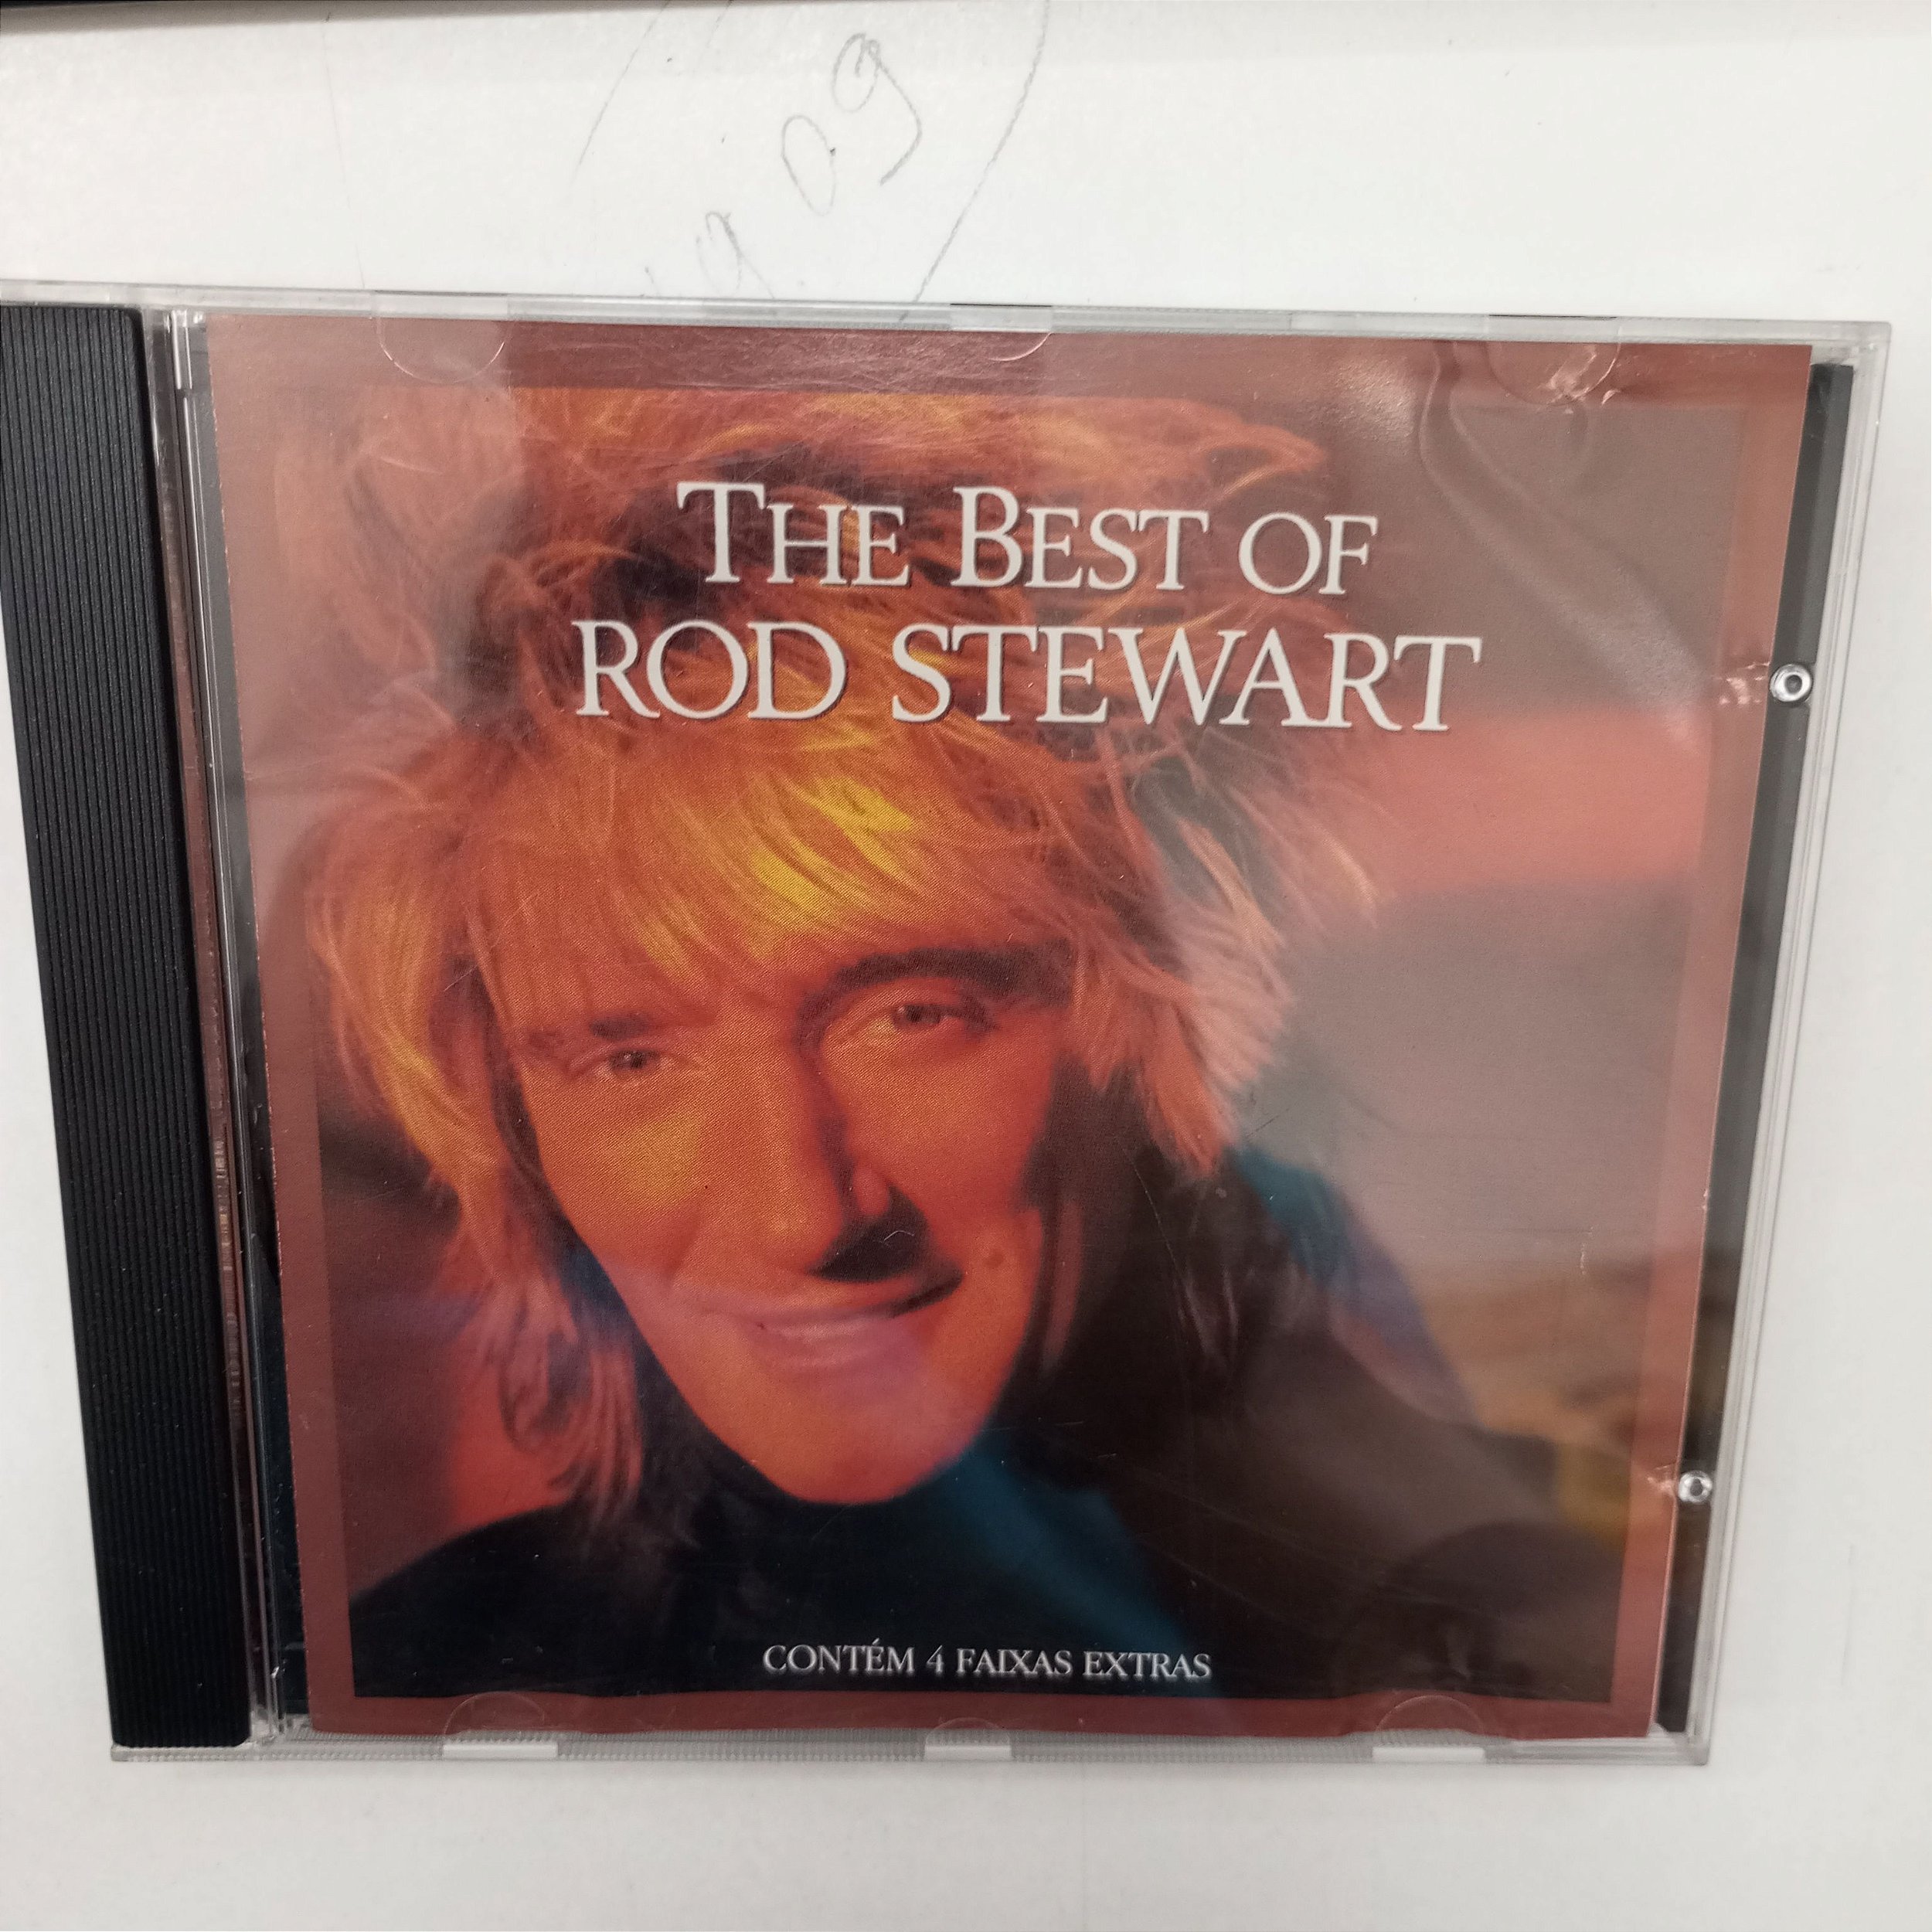 THE BEST OF
ROD STEWART
CONTÉM 4 FAIXAS EXTRAS